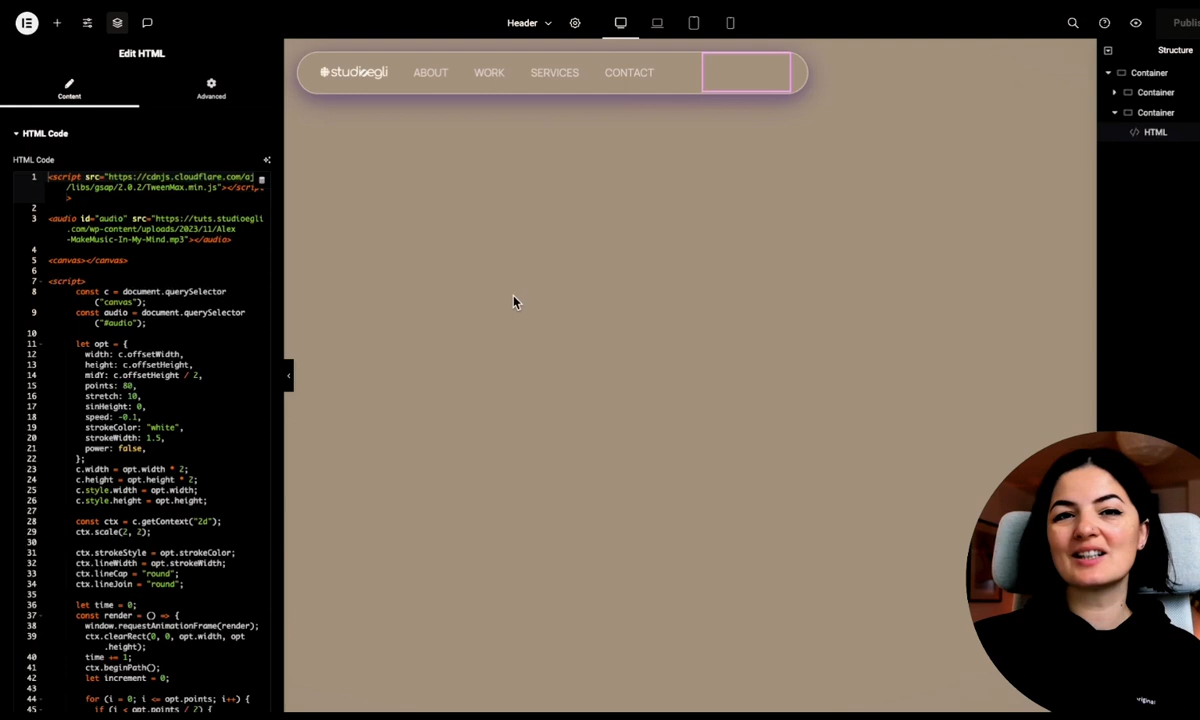 Header
Publis
Edit HTML
Structure
Content
Advanced
Container
Container
Container
HTML
studioegli
ABOUT
WORK
SERVICES
CONTACT
HTML Code
HTML Code
1 <script src="https://cdnjs.cloudflare.com/aj
/libs/gsap/2.0.2/TweenMax.min.js"></script
>
2
3 <audio id="audio" src="https://tuts.studioegli
.com/wp-content/uploads/2023/11/Alex
-MakeMusic-In-My-Mind.mp3"></audio>
4
5 <canvas></canvas>
6
7 <script>
8 const c = document.querySelector
("canvas");
9 const audio = document.querySelector
("#audio");
10
11 let opt = {
12 width: c.offsetWidth,
13 height: c.offsetHeight,
14 midY: c.offsetHeight / 2,
15 points: 80,
16 stretch: 10,
17 sinHeight: 0,
18 speed: -0.1,
19 strokeColor: "white",
20 strokeWidth: 1.5,
21 power: false,
22 };
23 c.width = opt.width * 2;
24 c.height = opt.height * 2;
25 c.style.width = opt.width;
26 c.style.height = opt.height;
27
28 const ctx = c.getContext("2d");
29 ctx.scale(2, 2);
30
31 ctx.strokeStyle = opt.strokeColor;
32 ctx.lineWidth = opt.strokeWidth;
33 ctx.lineCap = "round";
34 ctx.lineJoin = "round";
35
36 let time = 0;
37 const render = () => {
38 window.requestAnimationFrame(render);
39 ctx.clearRect(0, 0, opt.width, opt
.height);
40 time += 1;
41 ctx.beginPath();
42 let increment = 0;
43
44 for (i = 0; i <= opt.points; i++) {
45 if (i < opt.points / 2) {
original